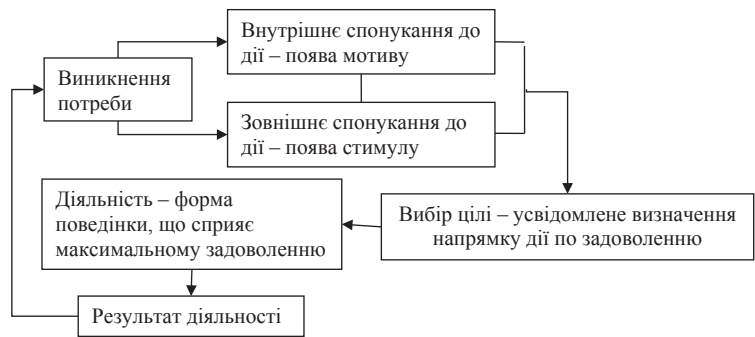 Виникнення
потреби
Внутрішнє спонукання до
дії – поява мотиву
Зовнішнє спонукання до
дії – поява стимулу
Вибір цілі – усвідомлене визначення
напрямку дії по задоволенню
Діяльність – форма
поведінки, що сприяє
максимальному задоволенню
Результат діяльності